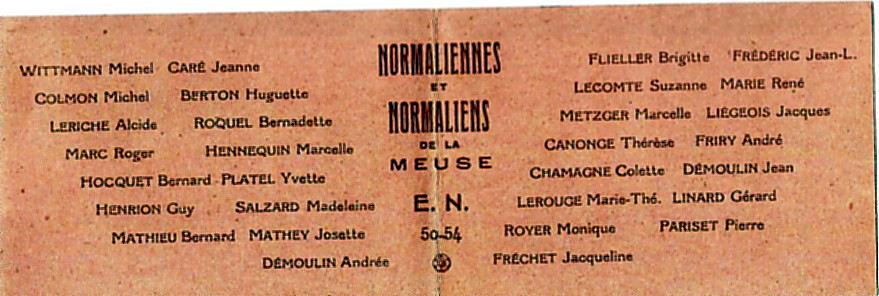 WITTMANN Michel CARÉ Jeanne
COLMON Michel BERTON Huguette
LERICHE Alcide ROQUEL Bernadette
MARC Roger HENNEQUIN Marcelle
HOCQUET Bernard PLATEL Yvette
HENRION Guy SALZARD Madeleine
MATHIEU Bernard MATHEY Josette
DÉMOULIN Andrée
NORMALIENNES
ET
NORMALIENS
DE LA
MEUSE
E. N.
50-54
FLIELLER Brigitte FRÉDÉRIC Jean-L.
LECOMTE Suzanne MARIE René
METZGER Marcelle LIÉGEOIS Jacques
CANONGE Thérèse FRIRY André
CHAMAGNE Colette DÉMOULIN Jean
LEROUGE Marie-Thé. LINARD Gérard
ROYER Monique PARISET Pierre
FRÉCHET Jacqueline